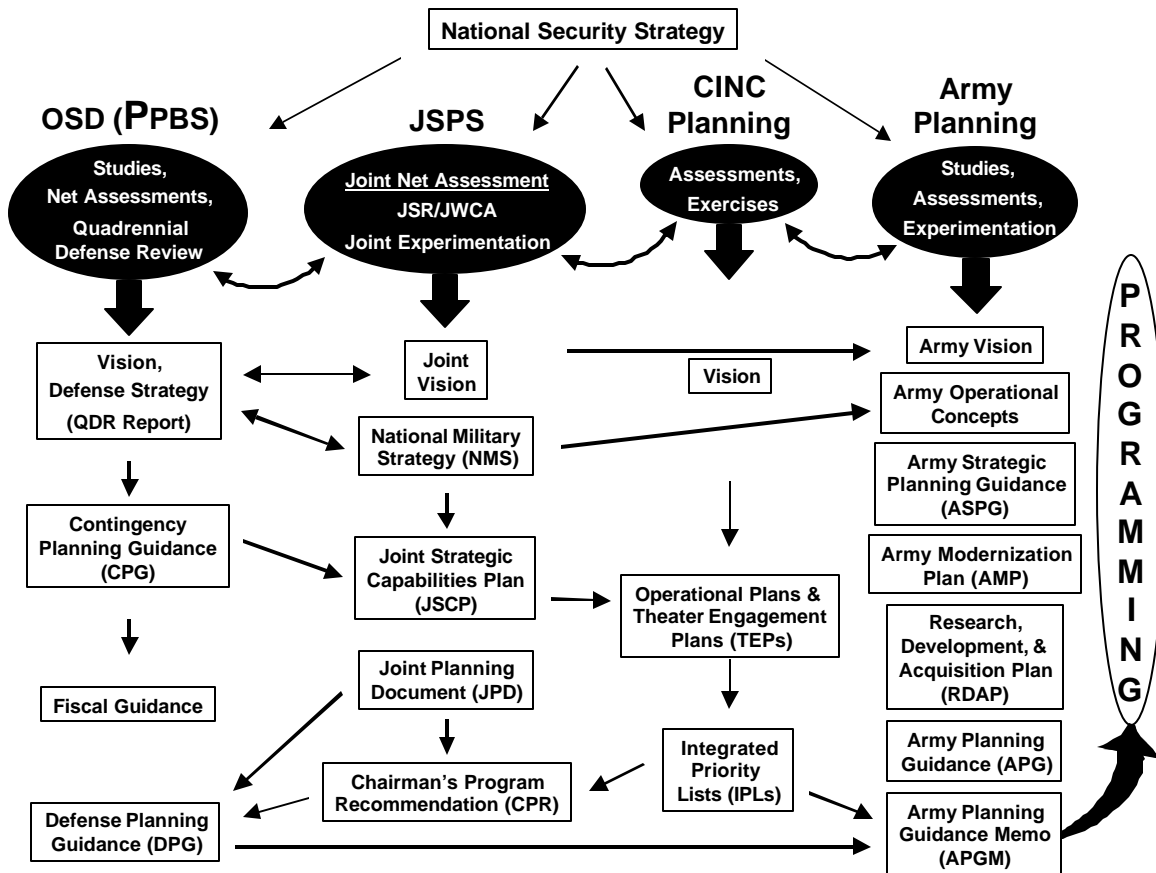 National Security Strategy
OSD (PPBS)
Studies,
Net Assessments,
Quadrennial
Defense Review
Vision,
Defense Strategy
(QDR Report)
Contingency
Planning Guidance
(CPG)
Fiscal Guidance
Defense Planning
Guidance (DPG)
JSPS
Joint Net Assessment
JSR/JWCA
Joint Experimentation
Joint
Vision
National Military
Strategy (NMS)
Joint Strategic
Capabilities Plan
(JSCP)
Joint Planning
Document (JPD)
Chairman’s Program
Recommendation (CPR)
CINC
Planning
Assessments,
Exercises
Vision
Operational Plans &
Theater Engagement
Plans (TEPs)
Integrated
Priority
Lists (IPLs)
Army
Planning
Studies,
Assessments,
Experimentation
Army Vision
Army Operational
Concepts
Army Strategic
Planning Guidance
(ASPG)
Army Modernization
Plan (AMP)
Research,
Development, &
Acquisition Plan
(RDAP)
Army Planning
Guidance (APG)
Army Planning
Guidance Memo
(APGM)
PROGRAMMING